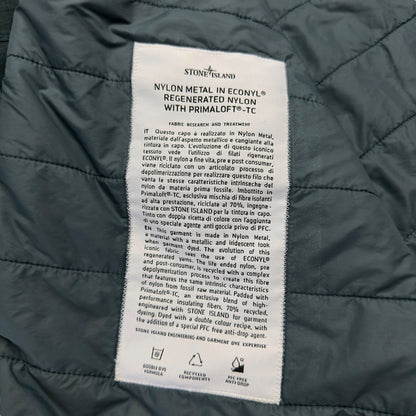 STONE ISLAND
NYLON METAL IN ECONYL®
REGENERATED NYLON
WITH PRIMALOFT®-TC
FABRIC RESEARCH AND TREATMENT
IT Questo capo è realizzato in Nylon Metal,
materiale dall'aspetto metallico e cangiante alla
tintura in capo. L'evoluzione di questo iconico
tessuto vede l'utilizzo di filati rigenerati
ECONYL®. Il nylon a fine vita, pre e post consumer,
viene riciclato con un articolato processo di
depolimerizzazione per realizzare questo filo che
vanta le stesse caratteristiche intrinseche del
nylon da materia prima fossile. Imbottito in
PrimaLoft®-TC, esclusiva mischia di fibre isolanti
ad alta prestazione, riciclate al 70%, ingegne-
rizzata con STONE ISLAND per la tintura in capo.
Tinto con doppia ricetta di colore con l'aggiunta
di uno speciale agente anti goccia privo di PFC.
EN This garment is made in Nylon Metal,
a material with a metallic and iridescent look
when garment dyed. The evolution of this
iconic fabric sees the use of ECONYL®
regenerated yarns. The life ended nylon, pre
and post-consumer, is recycled with a complex
depolymerization process to create this fibre
that features the same intrinsic characteristics
of nylon from fossil raw material. Padded with
PrimaLoft®-TC, an exclusive blend of high-
performance insulating fibers, 70% recycled,
engineered with STONE ISLAND for garment
dyeing. Dyed with a double colour recipe, with
the addition of a special PFC free anti-drop agent.
STONE ISLAND ENGINEERING AND GARMENT DYE EXPERTISE
DOUBLE DYE
FORMULA
RECYCLED
COMPONENTS
PFC FREE
ANTI-DROP